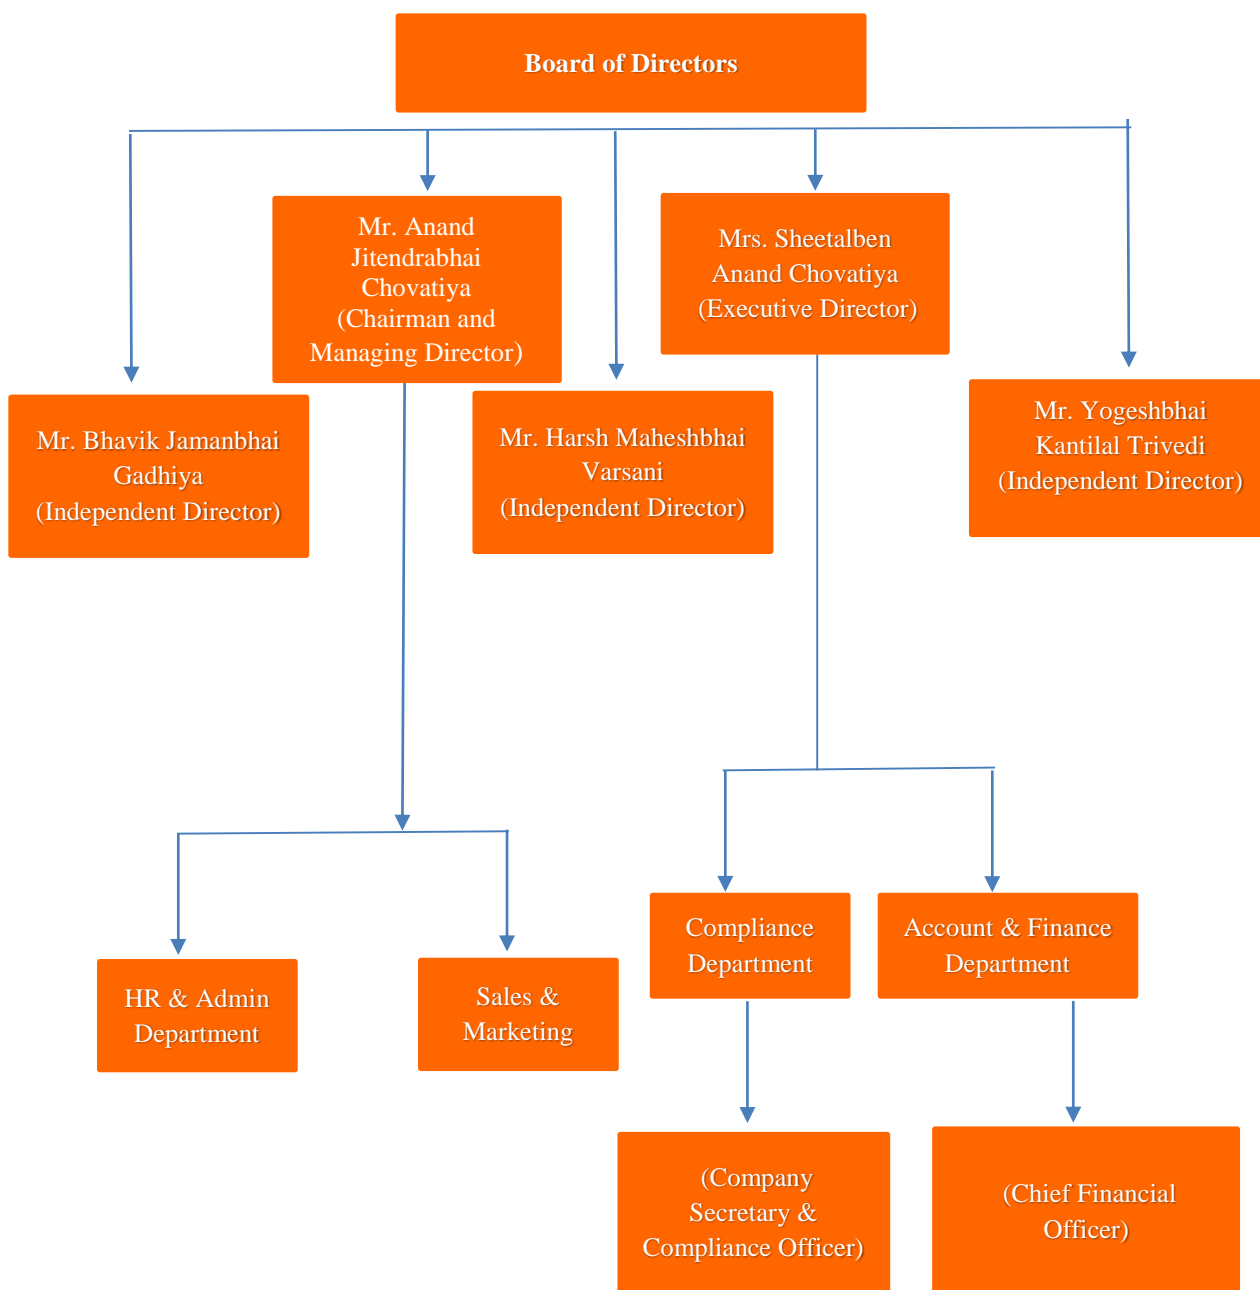 Board of Directors
Mr. Anand
Jitendrabhai
Chovatiya
(Chairman and
Managing Director)
Mrs. Sheetalben
Anand Chovatiya
(Executive Director)
Mr. Bhavik Jamanbhai
Gadhiya
(Independent Director)
Mr. Harsh Maheshbhai
Varsani
(Independent Director)
Mr. Yogeshbhai
Kantilal Trivedi
(Independent Director)
HR & Admin
Department
Sales &
Marketing
Compliance
Department
Account & Finance
Department
(Company
Secretary &
Compliance Officer)
(Chief Financial
Officer)